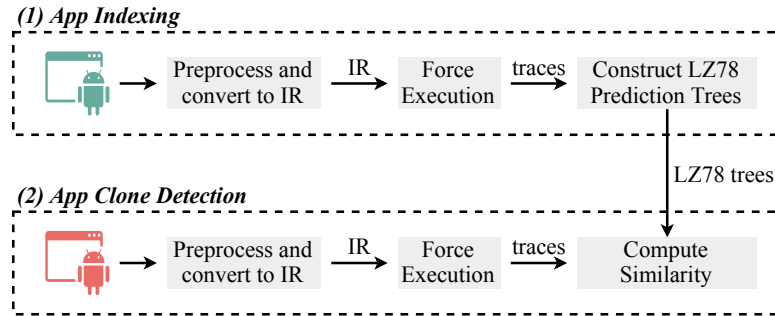 (1) App Indexing
Preprocess and
convert to IR
IR
Force
Execution
traces
Construct LZ78
Prediction Trees
LZ78 trees
(2) App Clone Detection
Preprocess and
convert to IR
IR
Force
Execution
traces
Compute
Similarity